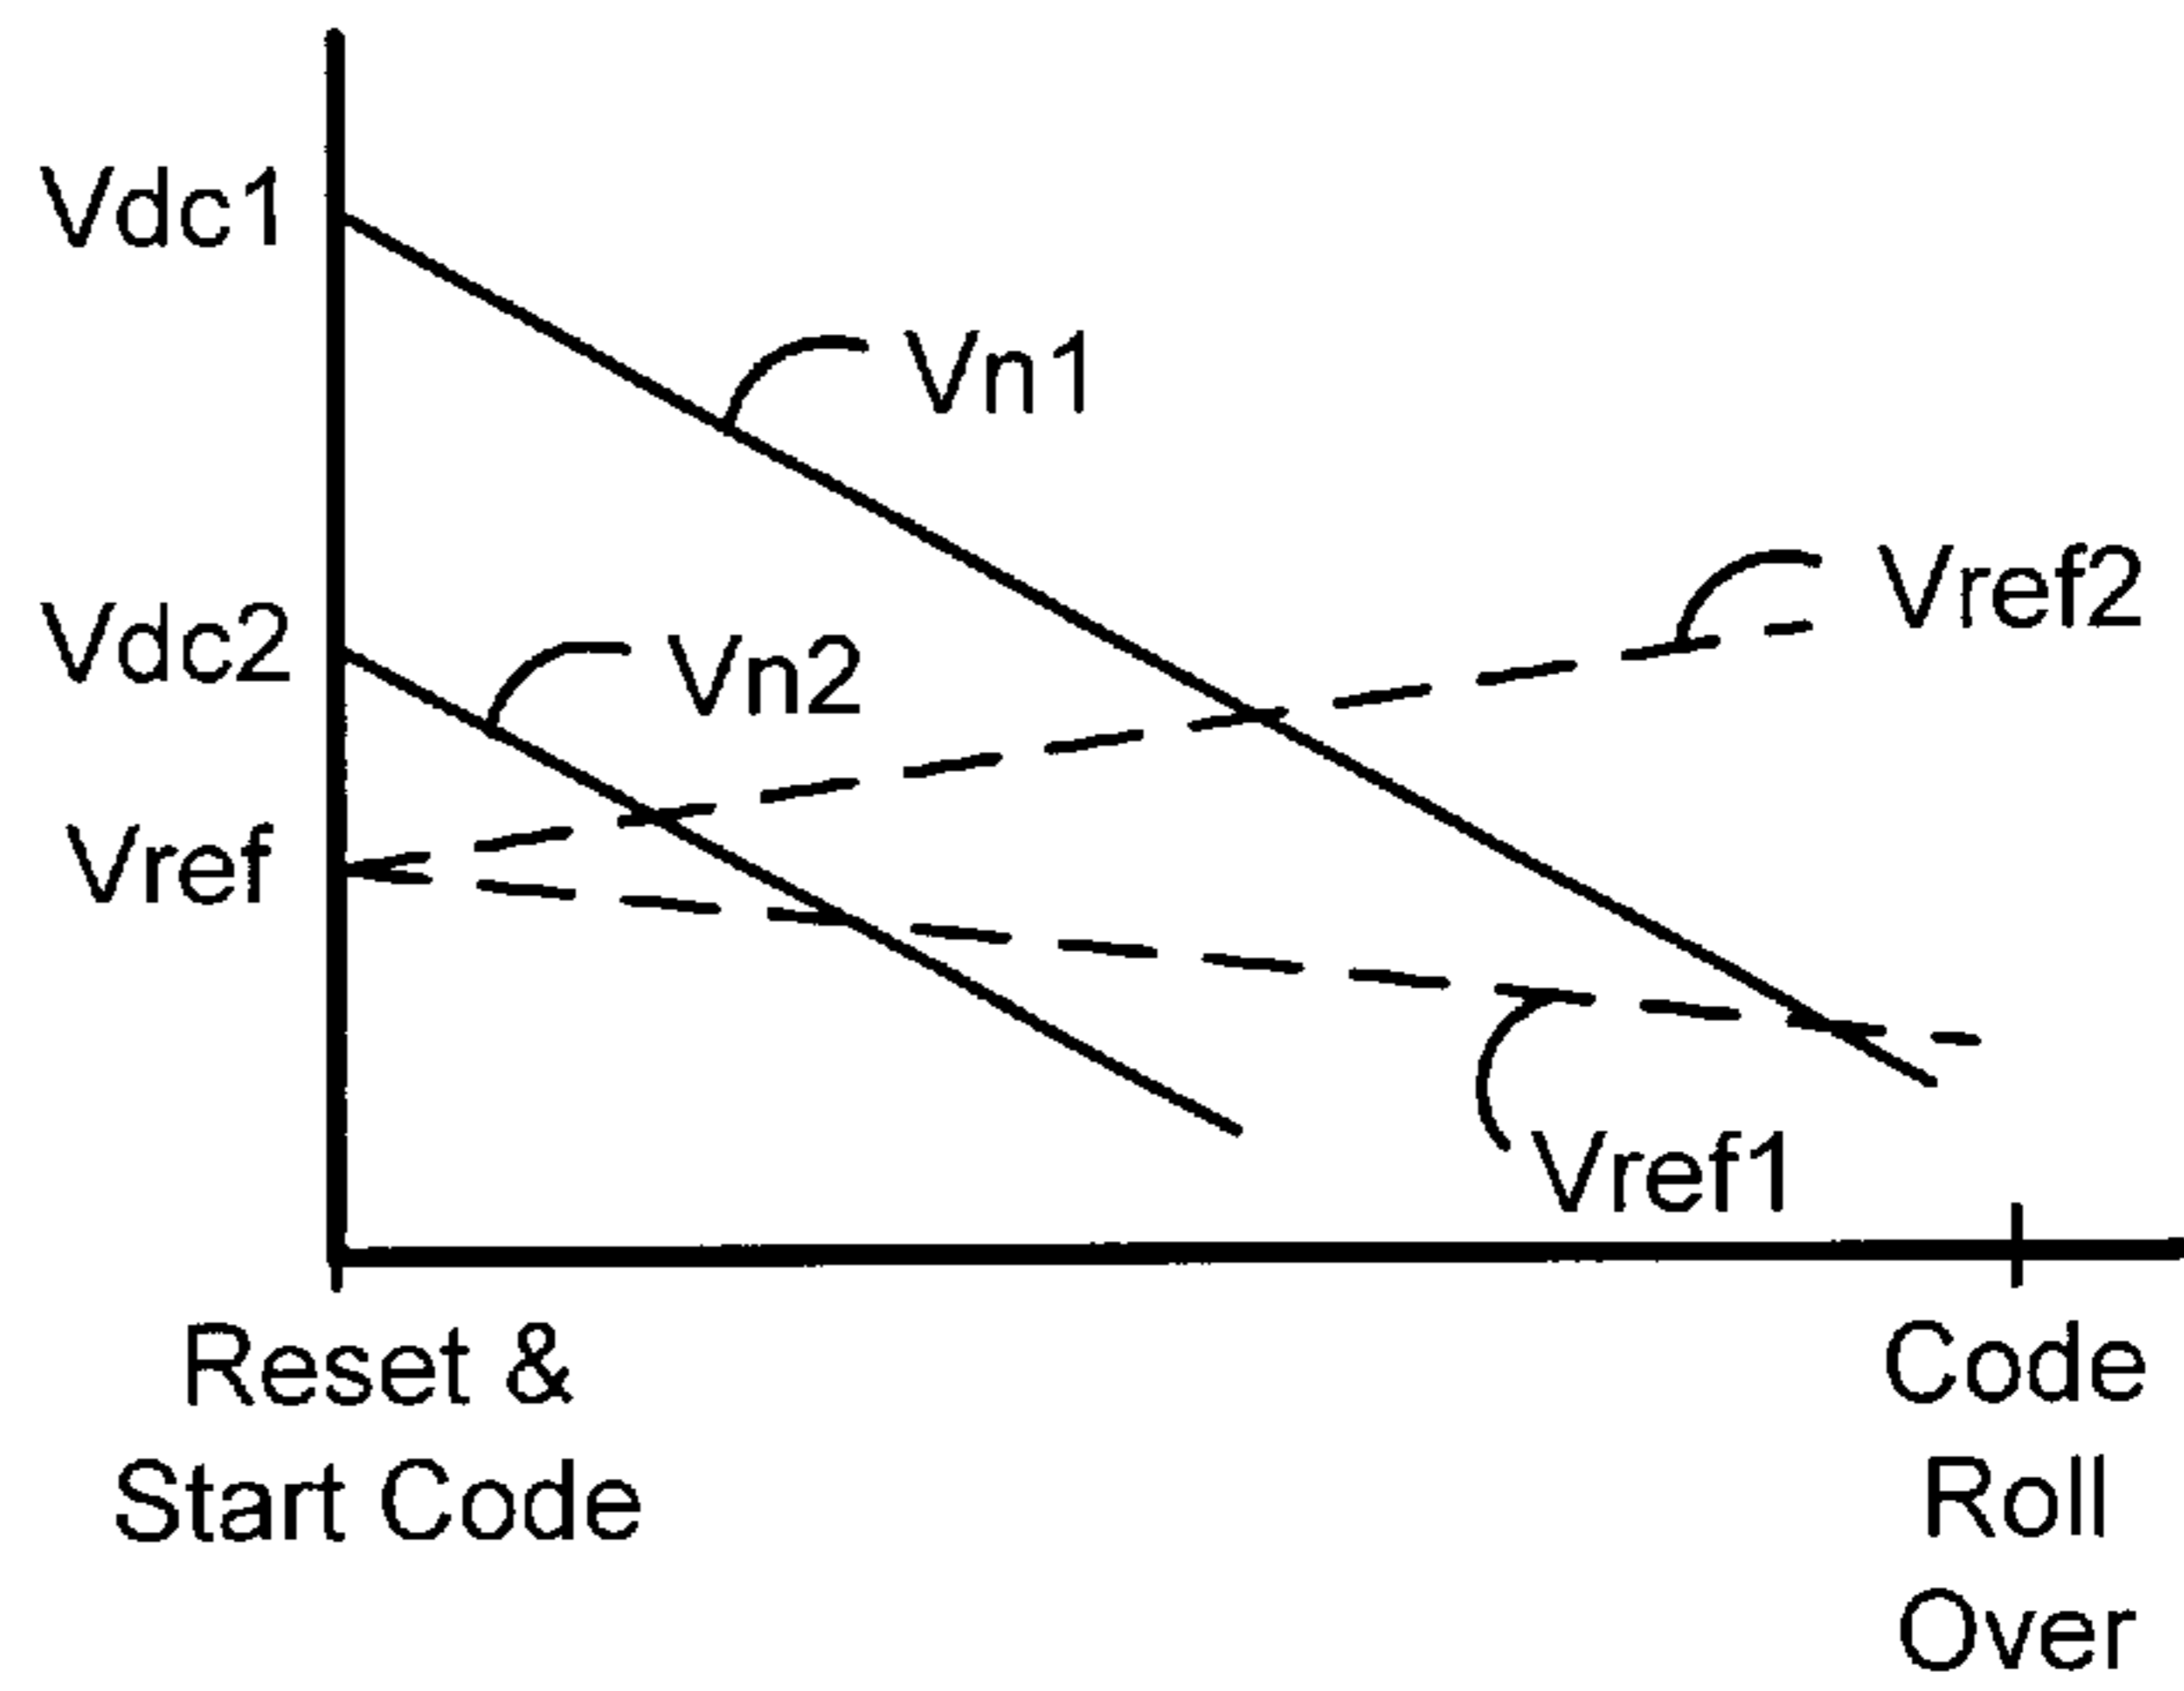 Vdc1
Vn1
Vref2
Vdc2
Vn2
Vref
Vref1
Reset &
Start Code
Code
Roll
Over